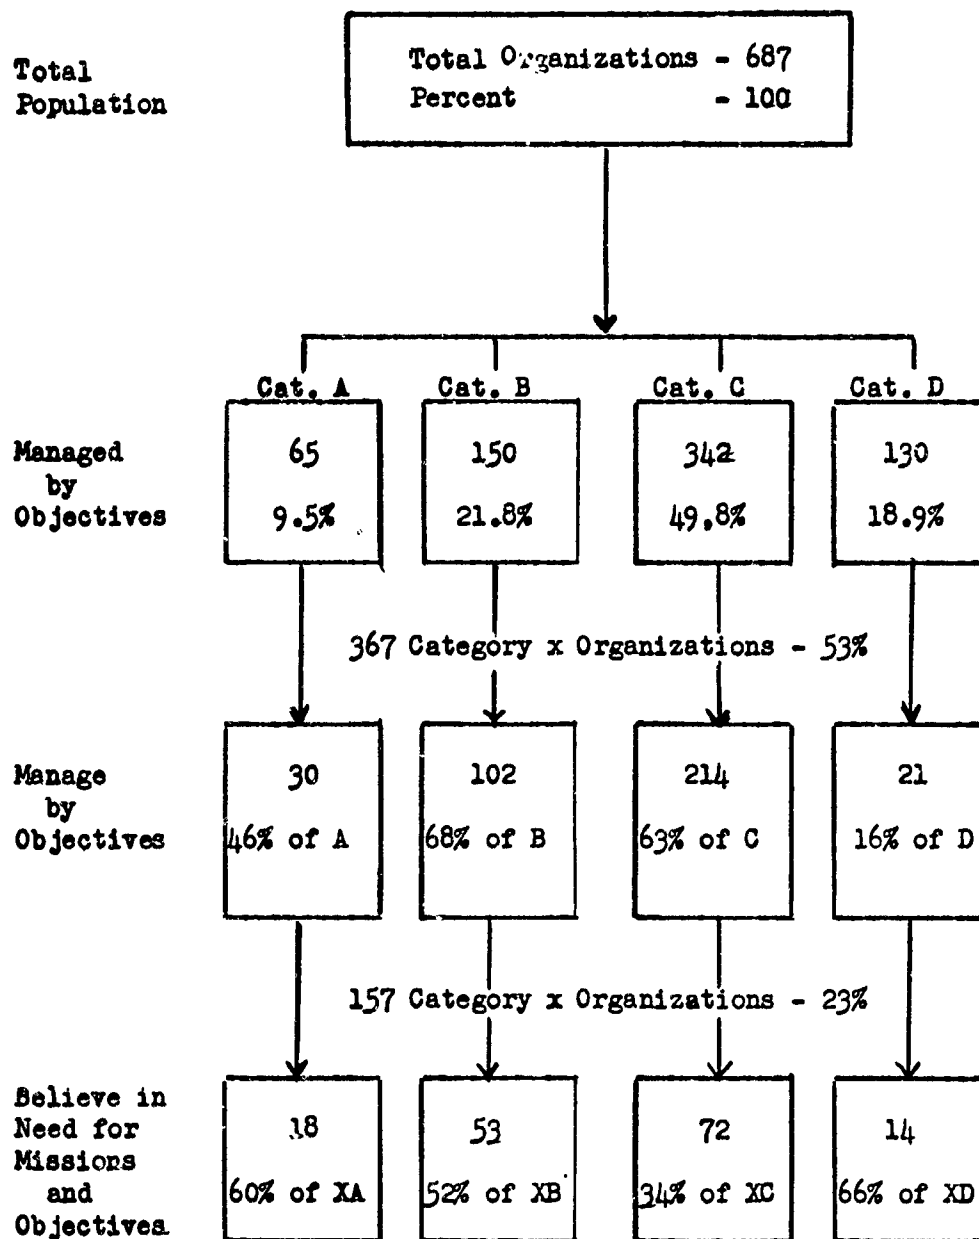 Total Organizations - 687
Total
Percent - 100
Population
Cat. A Cat. B Cat. C Cat. D
Managed 65 150 342 130
by
Objectives 9.5% 21.8% 49.8% 18.9%
367 Category x Organizations - 53%
Manage 30 102 214 21
by
Objectives 46% of A 68% of B 63% of C 16% of D
157 Category x Organizations - 23%
Believe in
Need for 18 53 72 14
Missions
and 60% of XA 52% of XB 34% of XC 66% of XD
Objectives